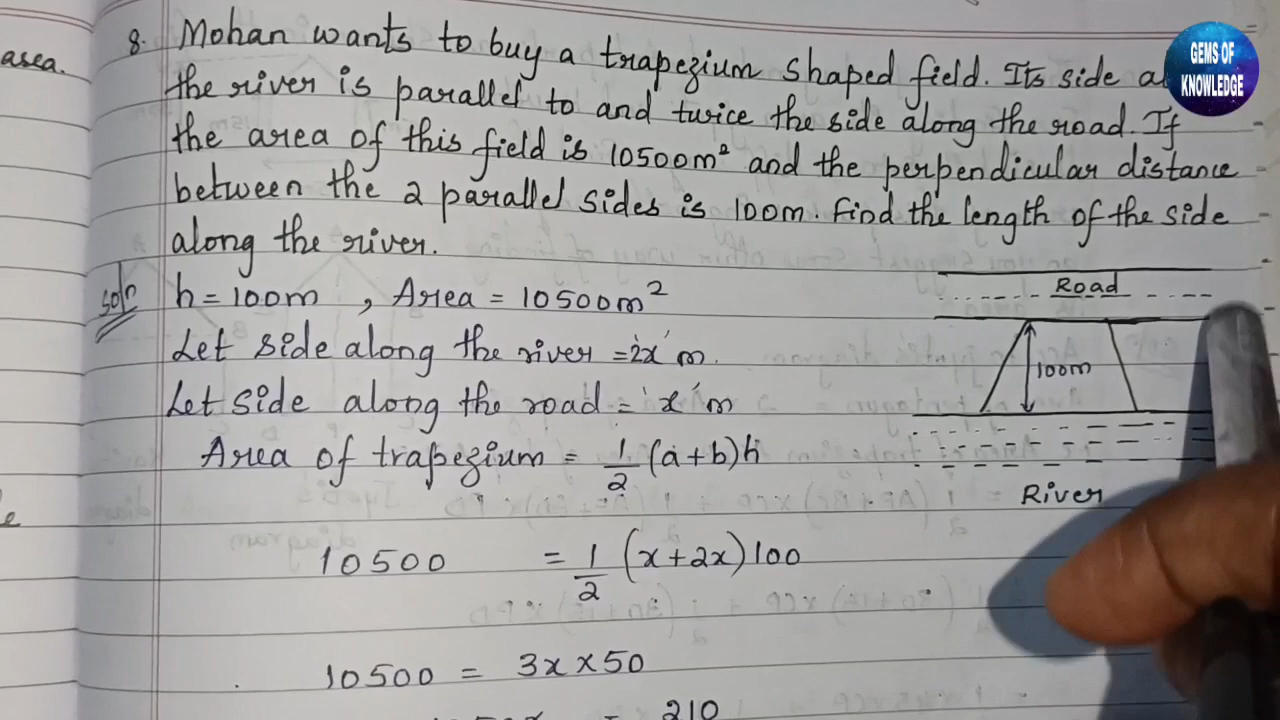 area.
8. Mohan wants to buy a trapezium shaped field. Its side a
the river is parallel to and twice the side along the road. If
the area of this field is 10500m² and the perpendicular distance
between the 2 parallel sides is 100m. Find the length of the side
along the river.
Soln h = 100m , Area = 10500m²
Let side along the river = 2x m.
Let side along the road = x m
Area of trapezium = 1/2 (a+b)h
10500 = 1/2 (x+2x)100
10500 = 3x × 50
210
Road
100m
River
GEMS OF
KNOWLEDGE